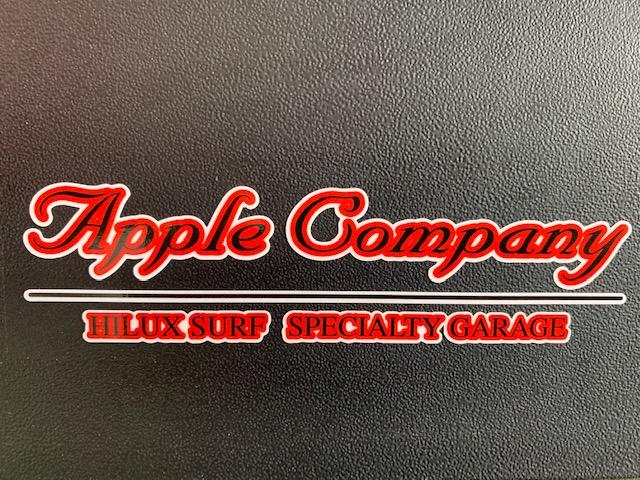 Apple Company
HILUX SURF SPECIALTY GARAGE